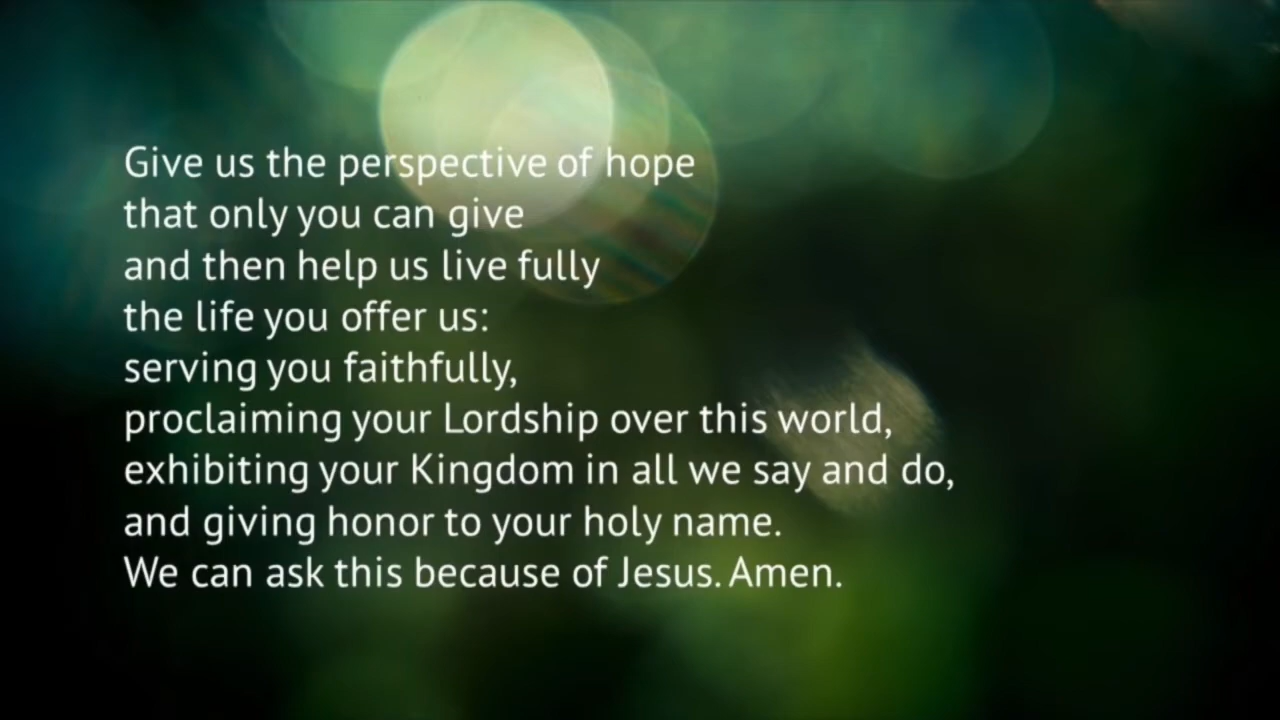 Give us the perspective of hope
that only you can give
and then help us live fully
the life you offer us:
serving you faithfully,
proclaiming your Lordship over this world,
exhibiting your Kingdom in all we say and do,
and giving honor to your holy name.
We can ask this because of Jesus. Amen.